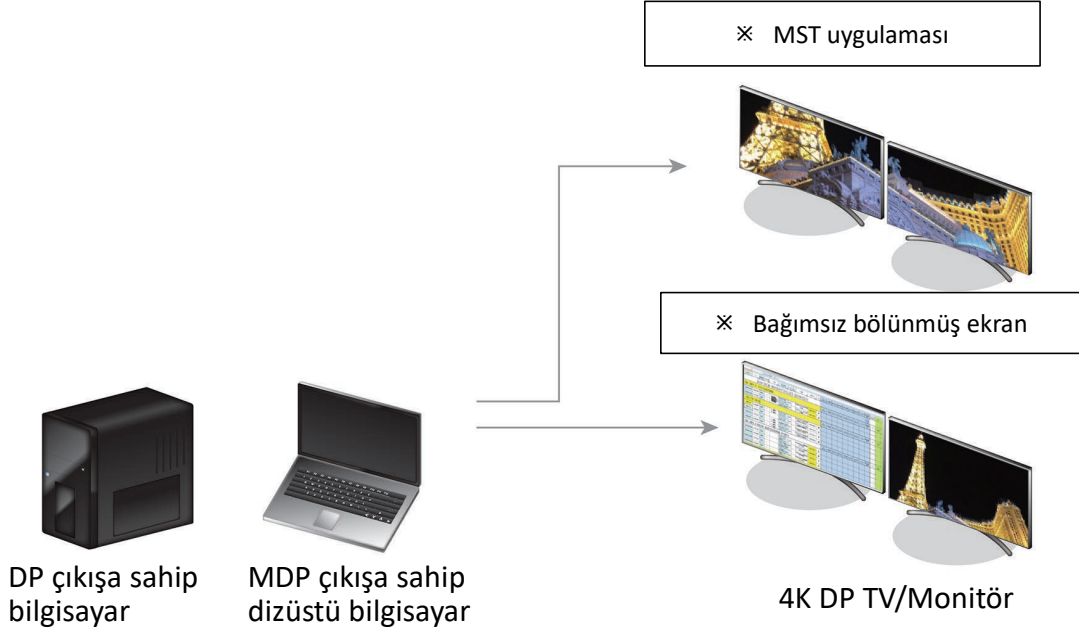 ※ MST uygulaması
※ Bağımsız bölünmüş ekran
DP çıkışa sahip
bilgisayar
MDP çıkışa sahip
dizüstü bilgisayar
4K DP TV/Monitör